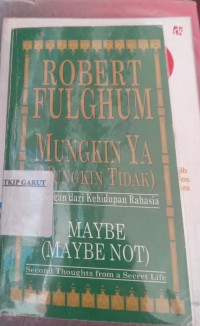 ROBERT
FULGHUM
MUNGKIN YA
TIDAK)
dari Kehidupan Rahasia
STKIP GARUT
MAYBE
(MAYBE NOT)
Second Thoughts from a Secret Life